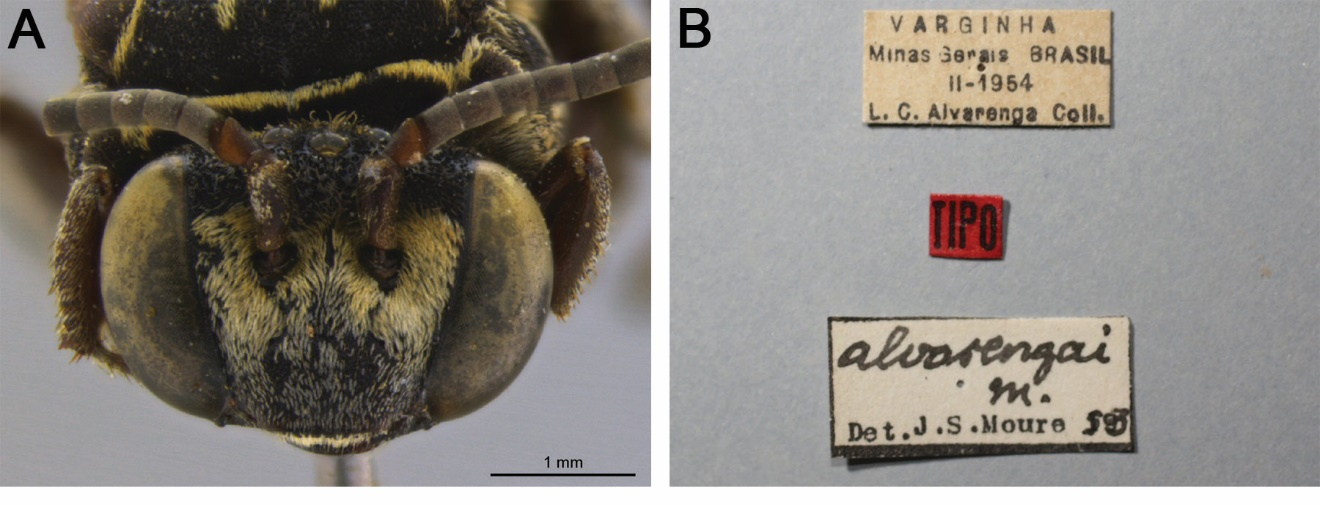 A
1 mm
B
VARGINHA
Minas Gerais BRASIL
II-1954
L. C. Alvarenga Coll.
TIPO
alvarengai
m.
Det. J.S.Moure